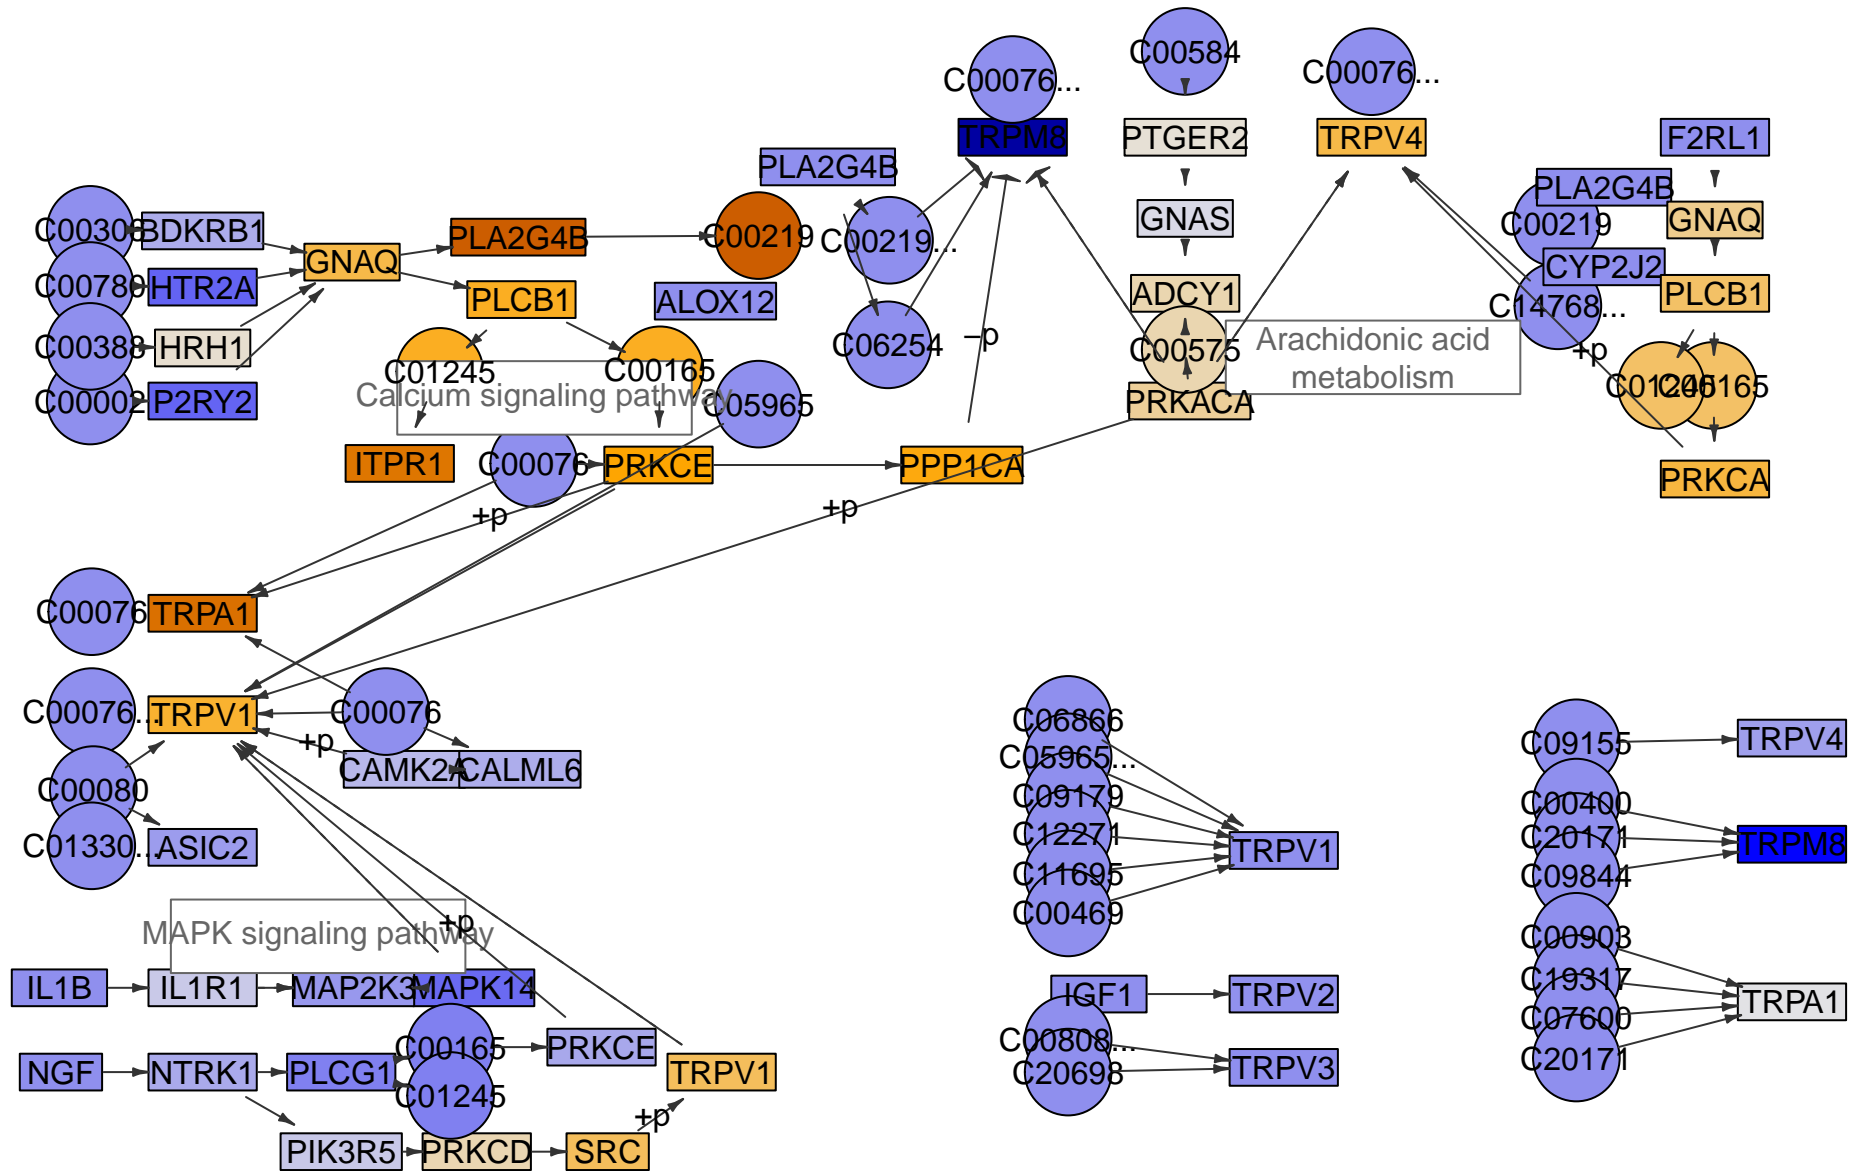 C00584
C00076...
C00076...
TRPM8
PTGER2
TRPV4
F2RL1
PLA2G4B
PLA2G4B
C00219
GNAS
GNAQ
BDKRB1
PLA2G4B
C00219
C00219...
GNAQ
CYP2J2
HTR2A
PLCB1
ALOX12
ADCY1
C14768...
PLCB1
C00388
HRH1
C06254
–p
C00575
Arachidonic acid
metabolism
+p
C01245
C00165
Calcium signaling pathway
C00002
P2RY2
C05965
PRKACA
C01245
C00165
ITPR1
C00076
PRKCE
PPP1CA
PRKCA
+p
+p
C00076
TRPA1
C00076...
TRPV1
C00076
+p
CAMK2A
CALML6
C00080
C01330...
ASIC2
C06866
C05965...
C09179
C12271
C11695
C00469
TRPV1
C09155
TRPV4
C00400
C20171
C09844
TRPM8
MAPK signaling pathway
+p
C00903
C19317
C07600
C20171
TRPA1
IL1B
IL1R1
MAP2K3
MAPK14
IGF1
TRPV2
C00165
PRKCE
C00808...
C20698
TRPV3
NGF
NTRK1
PLCG1
C01245
TRPV1
+p
PIK3R5
PRKCD
SRC